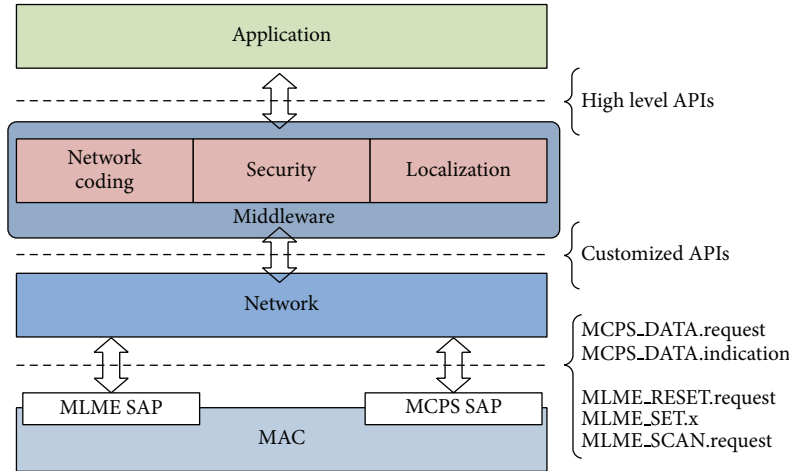 Application
High level APIs
Network
coding
Security
Localization
Middleware
Customized APIs
Network
MCPS_DATA.request
MCPS_DATA.indication
MLME_RESET.request
MLME_SET.x
MLME_SCAN.request
MLME SAP
MCPS SAP
MAC